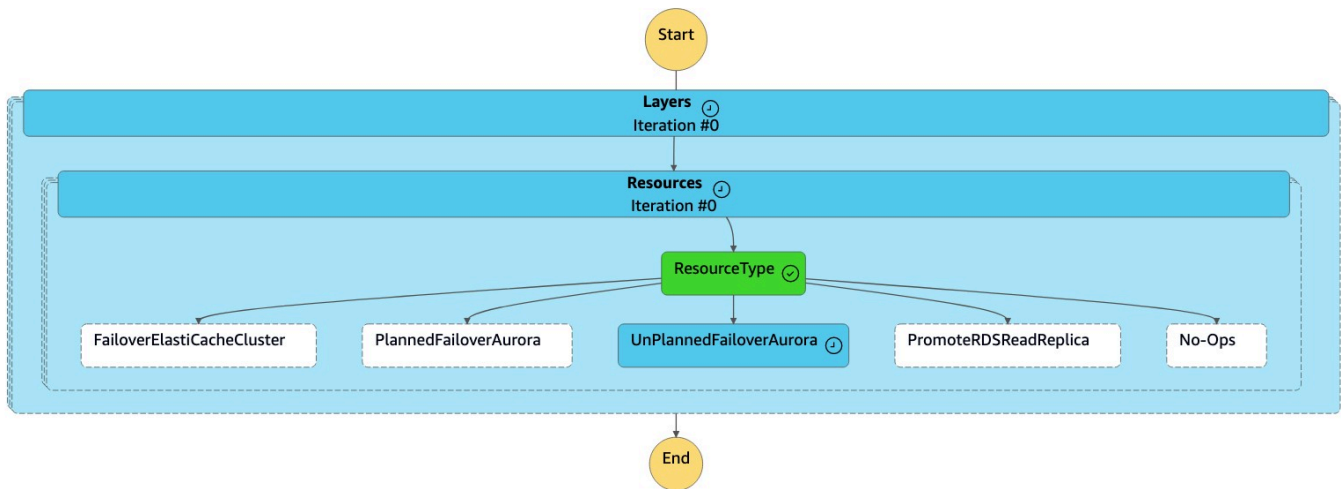 Start
Layers
Iteration #0
Resources
Iteration #0
ResourceType
FailoverElastiCacheCluster
PlannedFailoverAurora
UnPlannedFailoverAurora
PromoteRDSReadReplica
No-Ops
End